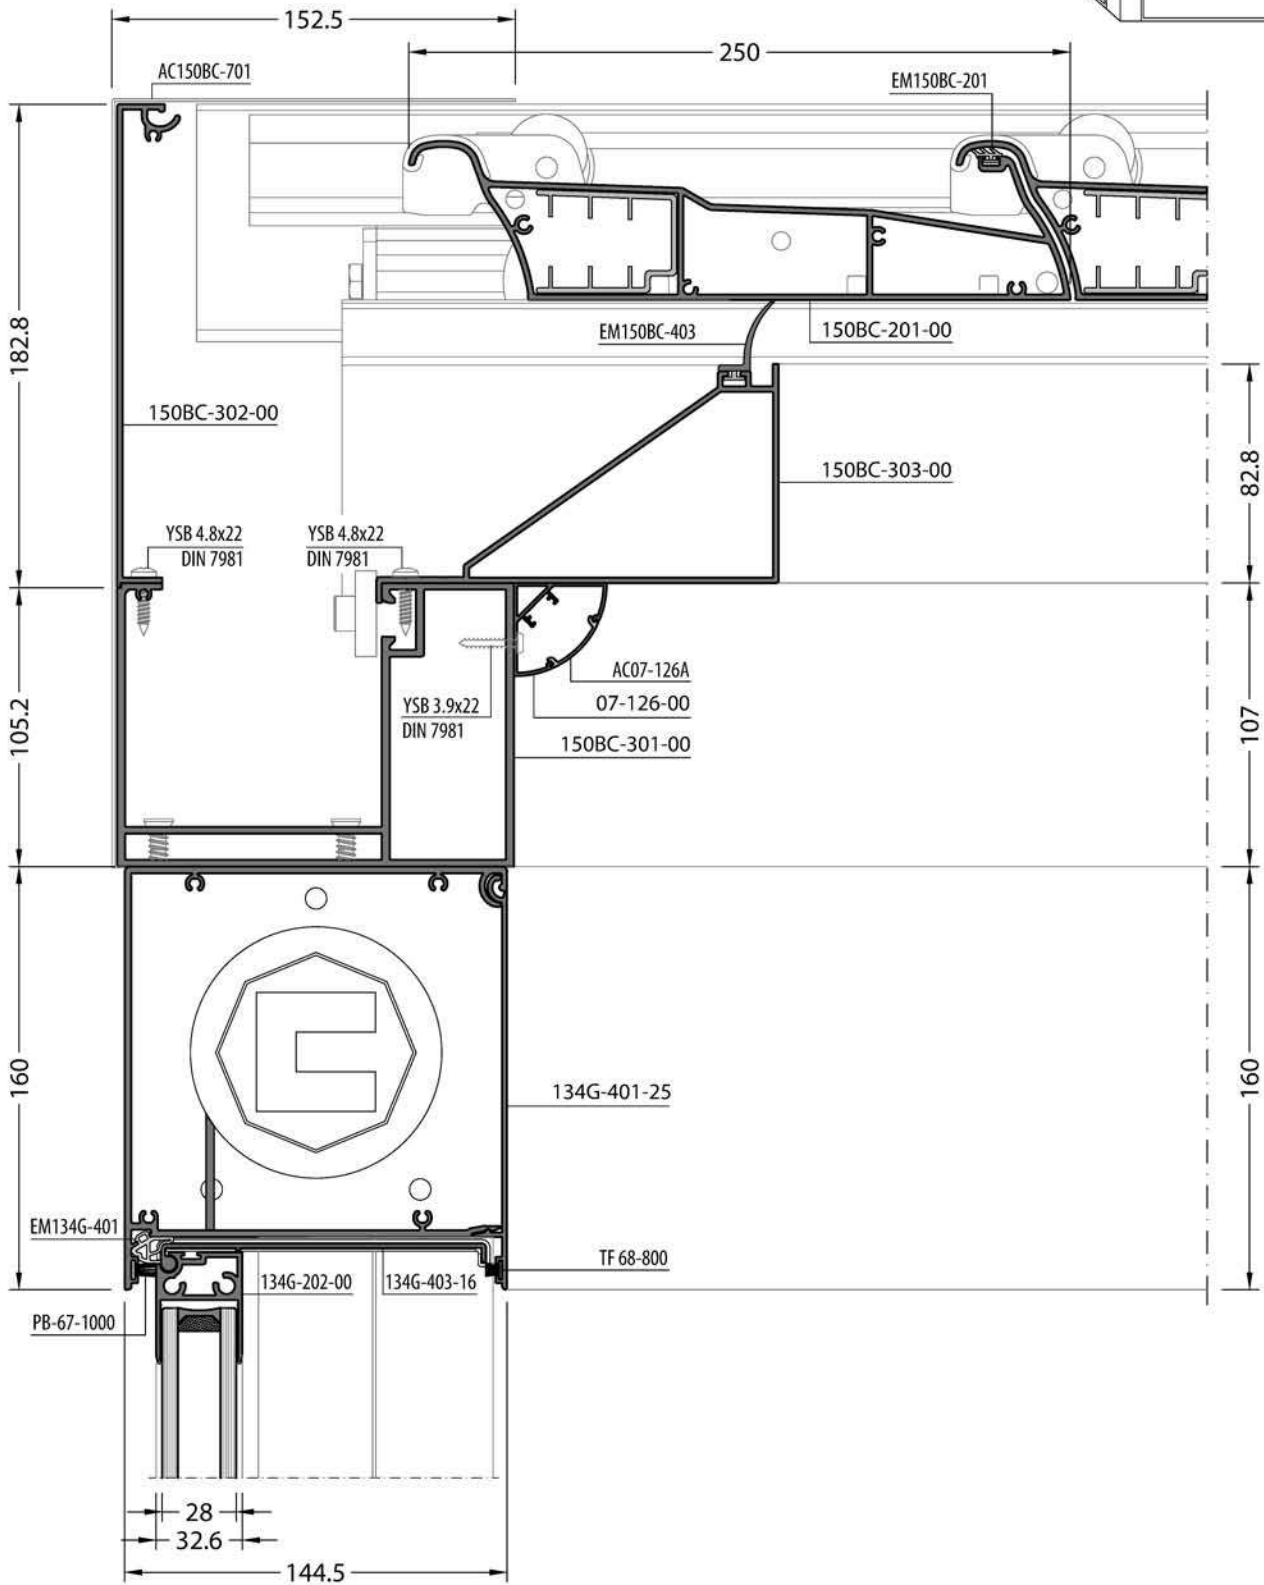 152.5
250
AC150BC-701
EM150BC-201
182.8
EM150BC-403
150BC-201-00
150BC-302-00
150BC-303-00
82.8
YSB 4.8x22
DIN 7981
YSB 4.8x22
DIN 7981
105.2
AC07-126A
YSB 3.9x22
DIN 7981
07-126-00
150BC-301-00
107
160
E
134G-401-25
160
EM134G-401
TF 68-800
134G-202-00
134G-403-16
PB-67-1000
28
32.6
144.5